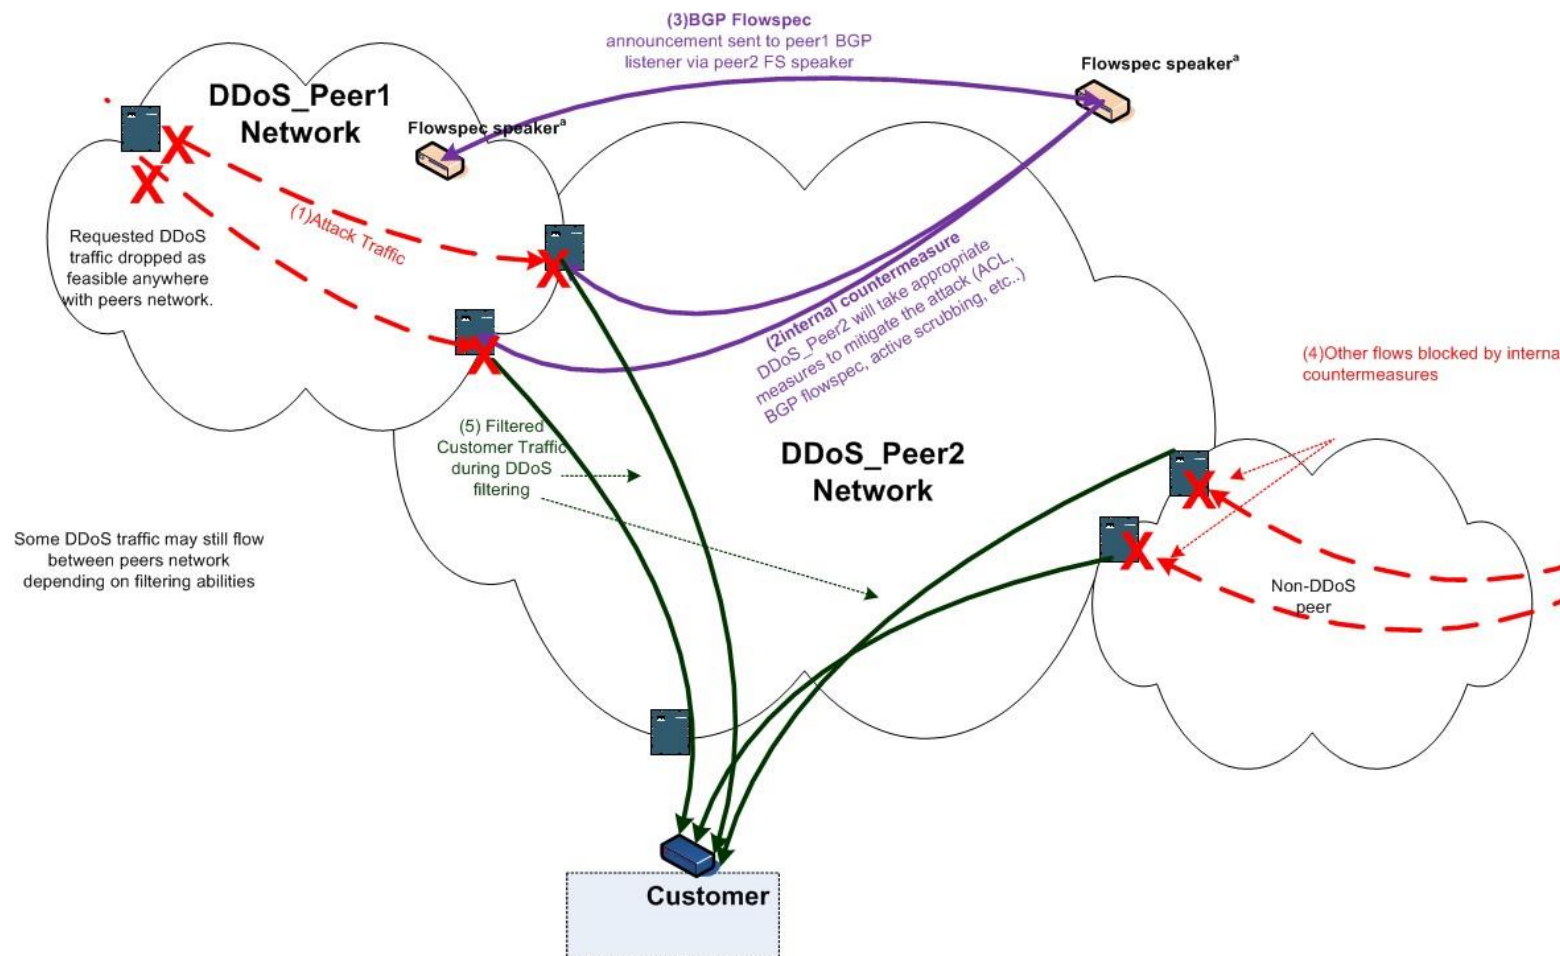 (3)BGP Flowspec
announcement sent to peer1 BGP
listener via peer2 FS speaker
Flowspec speakerª
DDoS_Peer1
Network
Flowspec speakerª
(1)Attack Traffic
Requested DDoS
traffic dropped as
feasible anywhere
with peers network.
(2internal countermeasure
DDoS_Peer2 will take appropriate
measures to mitigate the attack (ACL,
BGP flowspec, active scrubbing, etc..)
(4)Other flows blocked by interna
countermeasures
(5) Filtered
Customer Traffic
during DDoS
filtering
DDoS_Peer2
Network
Some DDoS traffic may still flow
between peers network
depending on filtering abilities
Non-DDoS
peer
Customer